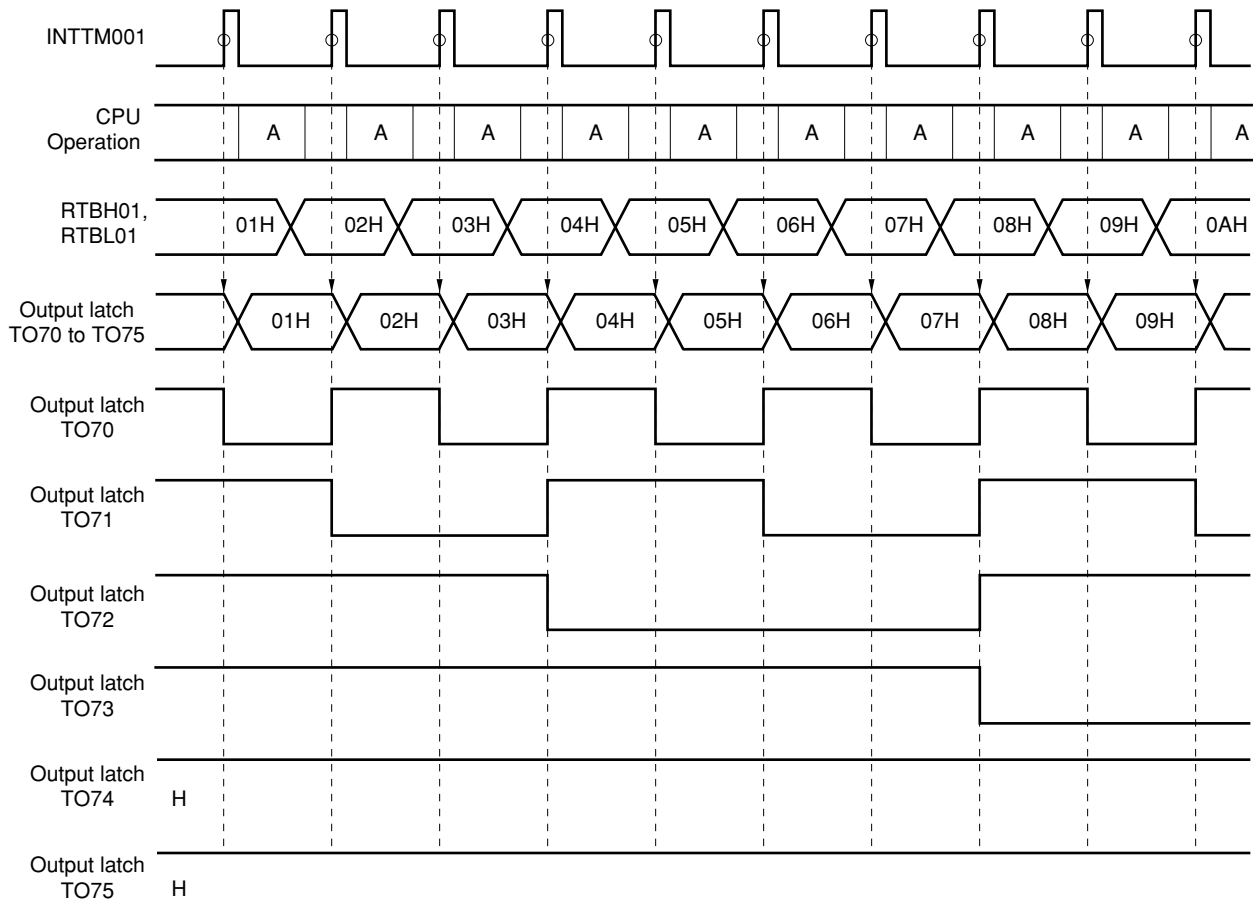 INTTM001
CPU
Operation
A A A A A A A A A A
RTBH01,
RTBL01
01H 02H 03H 04H 05H 06H 07H 08H 09H 0AH
Output latch
TO70 to TO75
01H 02H 03H 04H 05H 06H 07H 08H 09H
Output latch
TO70
Output latch
TO71
Output latch
TO72
Output latch
TO73
Output latch
TO74
H
Output latch
TO75
H